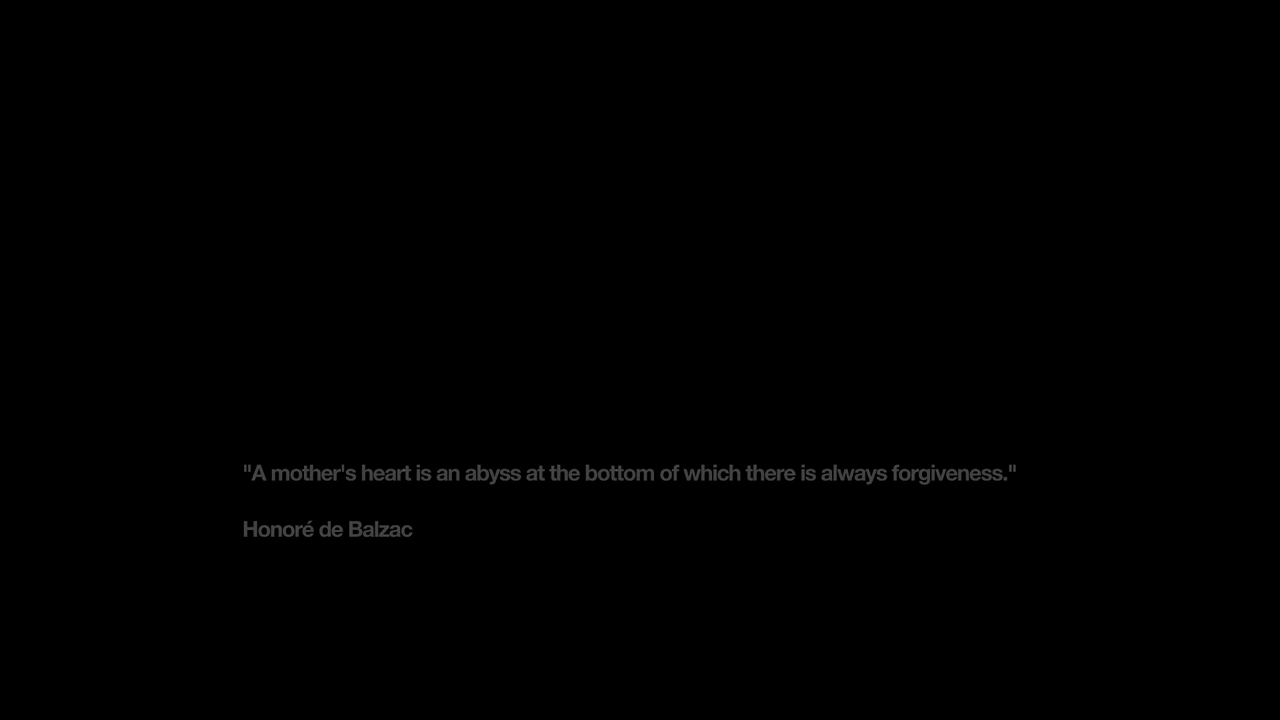 "A mother's heart is an abyss at the bottom of which there is always forgiveness."
Honoré de Balzac